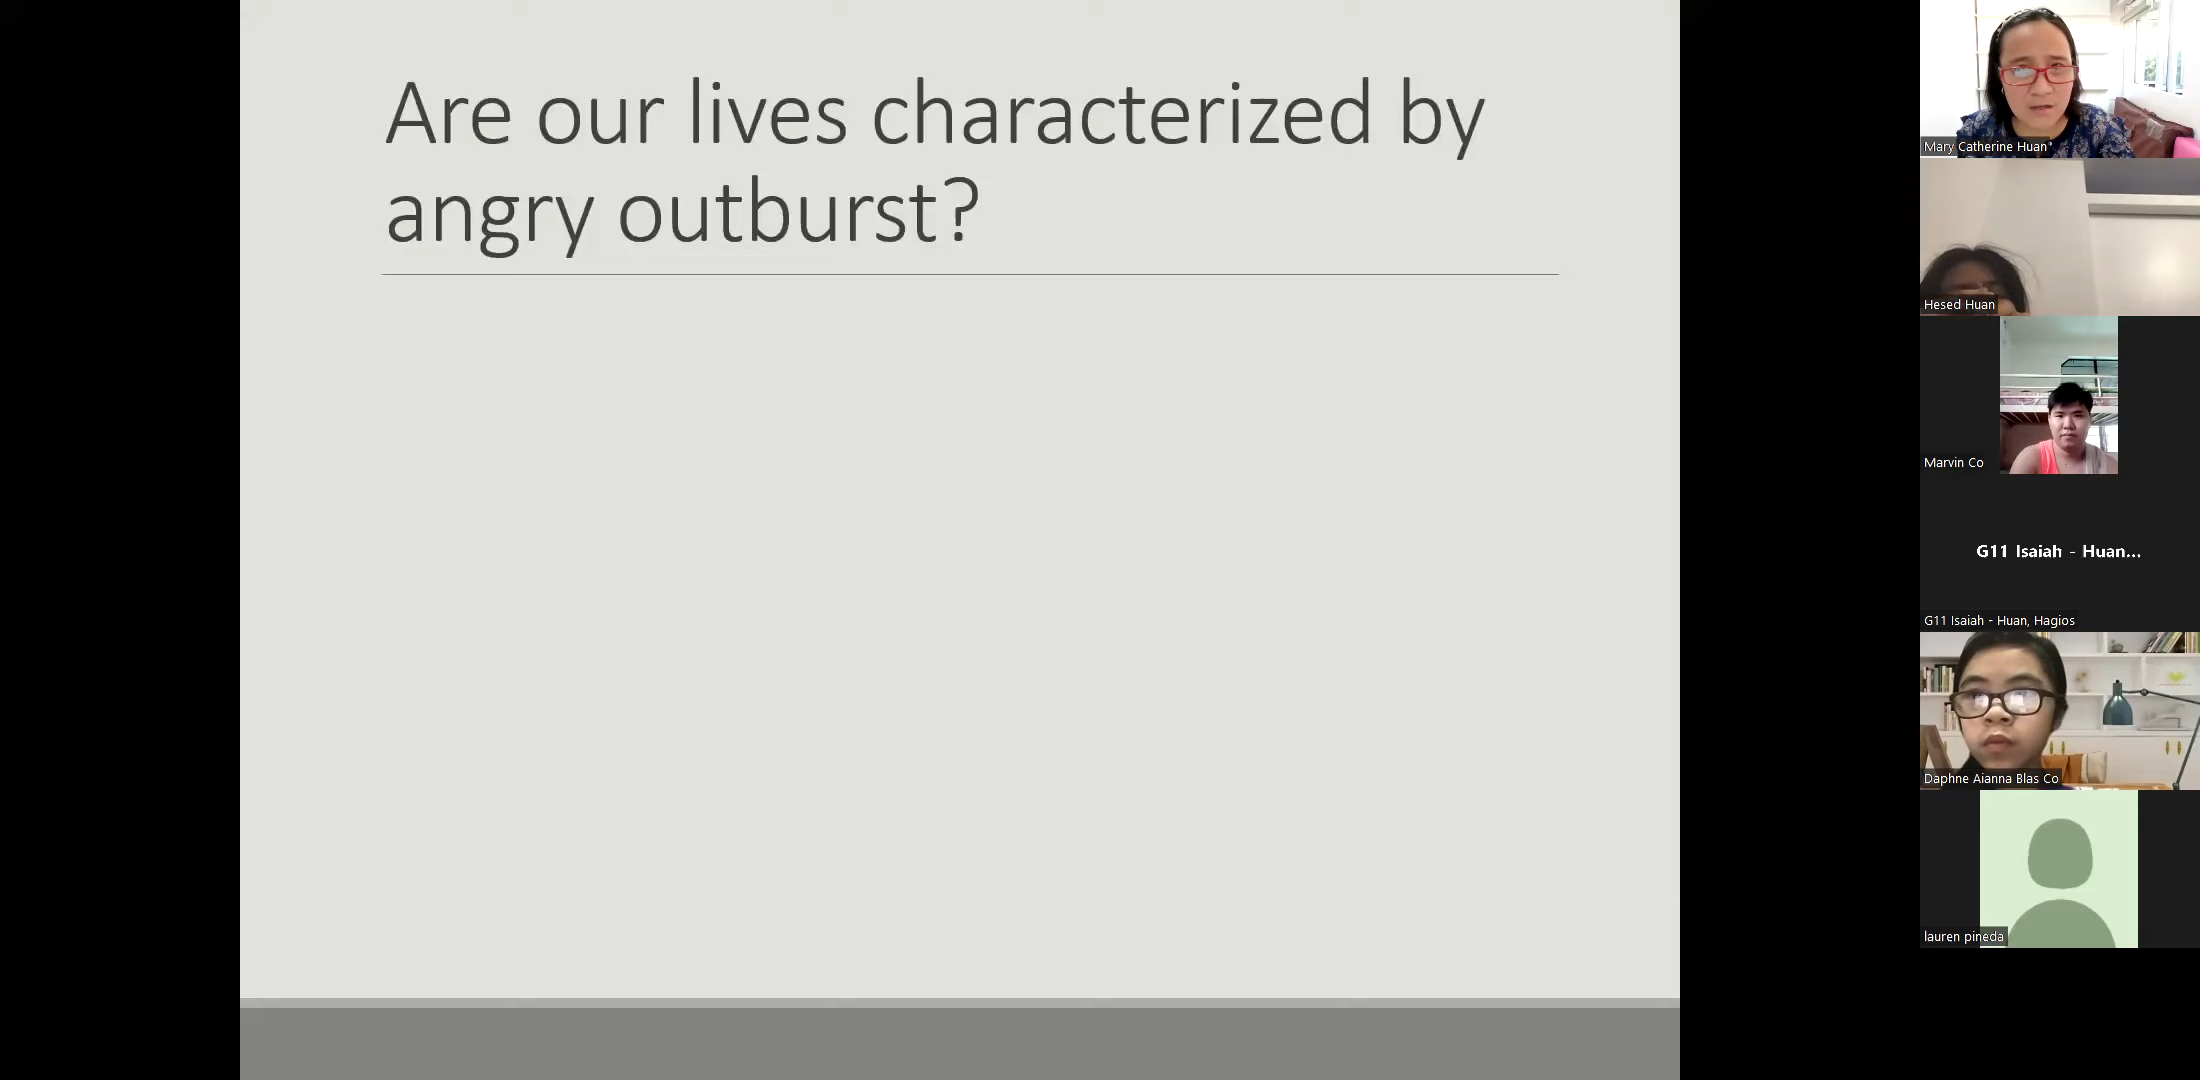 Are our lives characterized by
angry outburst?
Mary Catherine Huan
Hesed Huan
Marvin Co
G11 Isaiah - Huan...
G11 Isaiah - Huan, Hagios
Daphne Aianna Blas Co
lauren pineda